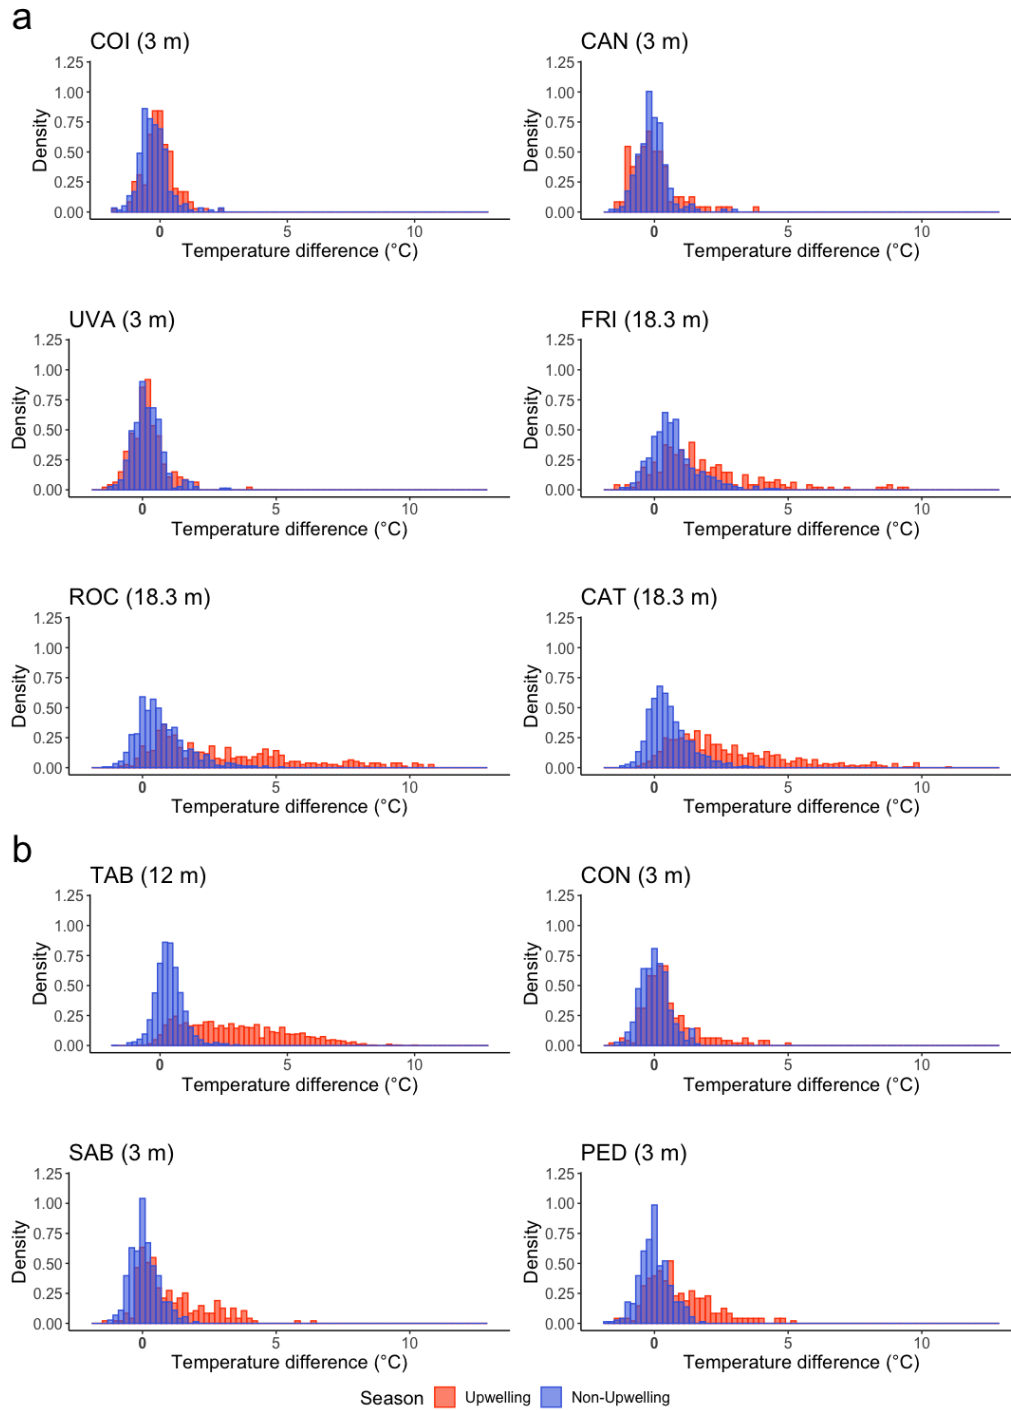 a
COI (3 m)
CAN (3 m)
1.25
1.00
0.75
0.50
0.25
0.00
Density
0 5 10
Temperature difference (°C)
1.25
1.00
0.75
0.50
0.25
0.00
Density
0 5 10
Temperature difference (°C)
UVA (3 m)
FRI (18.3 m)
1.25
1.00
0.75
0.50
0.25
0.00
Density
0 5 10
Temperature difference (°C)
1.25
1.00
0.75
0.50
0.25
0.00
Density
0 5 10
Temperature difference (°C)
ROC (18.3 m)
CAT (18.3 m)
1.25
1.00
0.75
0.50
0.25
0.00
Density
0 5 10
Temperature difference (°C)
1.25
1.00
0.75
0.50
0.25
0.00
Density
0 5 10
Temperature difference (°C)
b
TAB (12 m)
CON (3 m)
1.25
1.00
0.75
0.50
0.25
0.00
Density
0 5 10
Temperature difference (°C)
1.25
1.00
0.75
0.50
0.25
0.00
Density
0 5 10
Temperature difference (°C)
SAB (3 m)
PED (3 m)
1.25
1.00
0.75
0.50
0.25
0.00
Density
0 5 10
Temperature difference (°C)
1.25
1.00
0.75
0.50
0.25
0.00
Density
0 5 10
Temperature difference (°C)
Season Upwelling Non-Upwelling